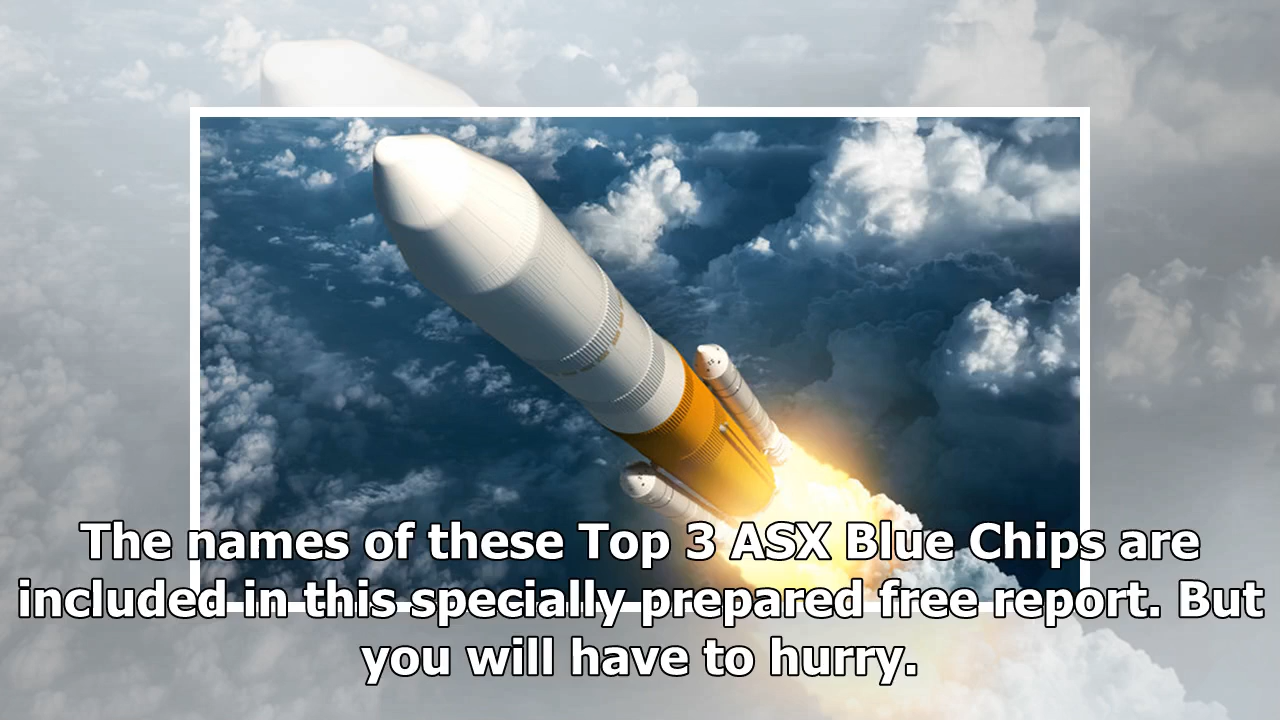 The names of these Top 3 ASX Blue Chips are
included in this specially prepared free report. But
you will have to hurry.